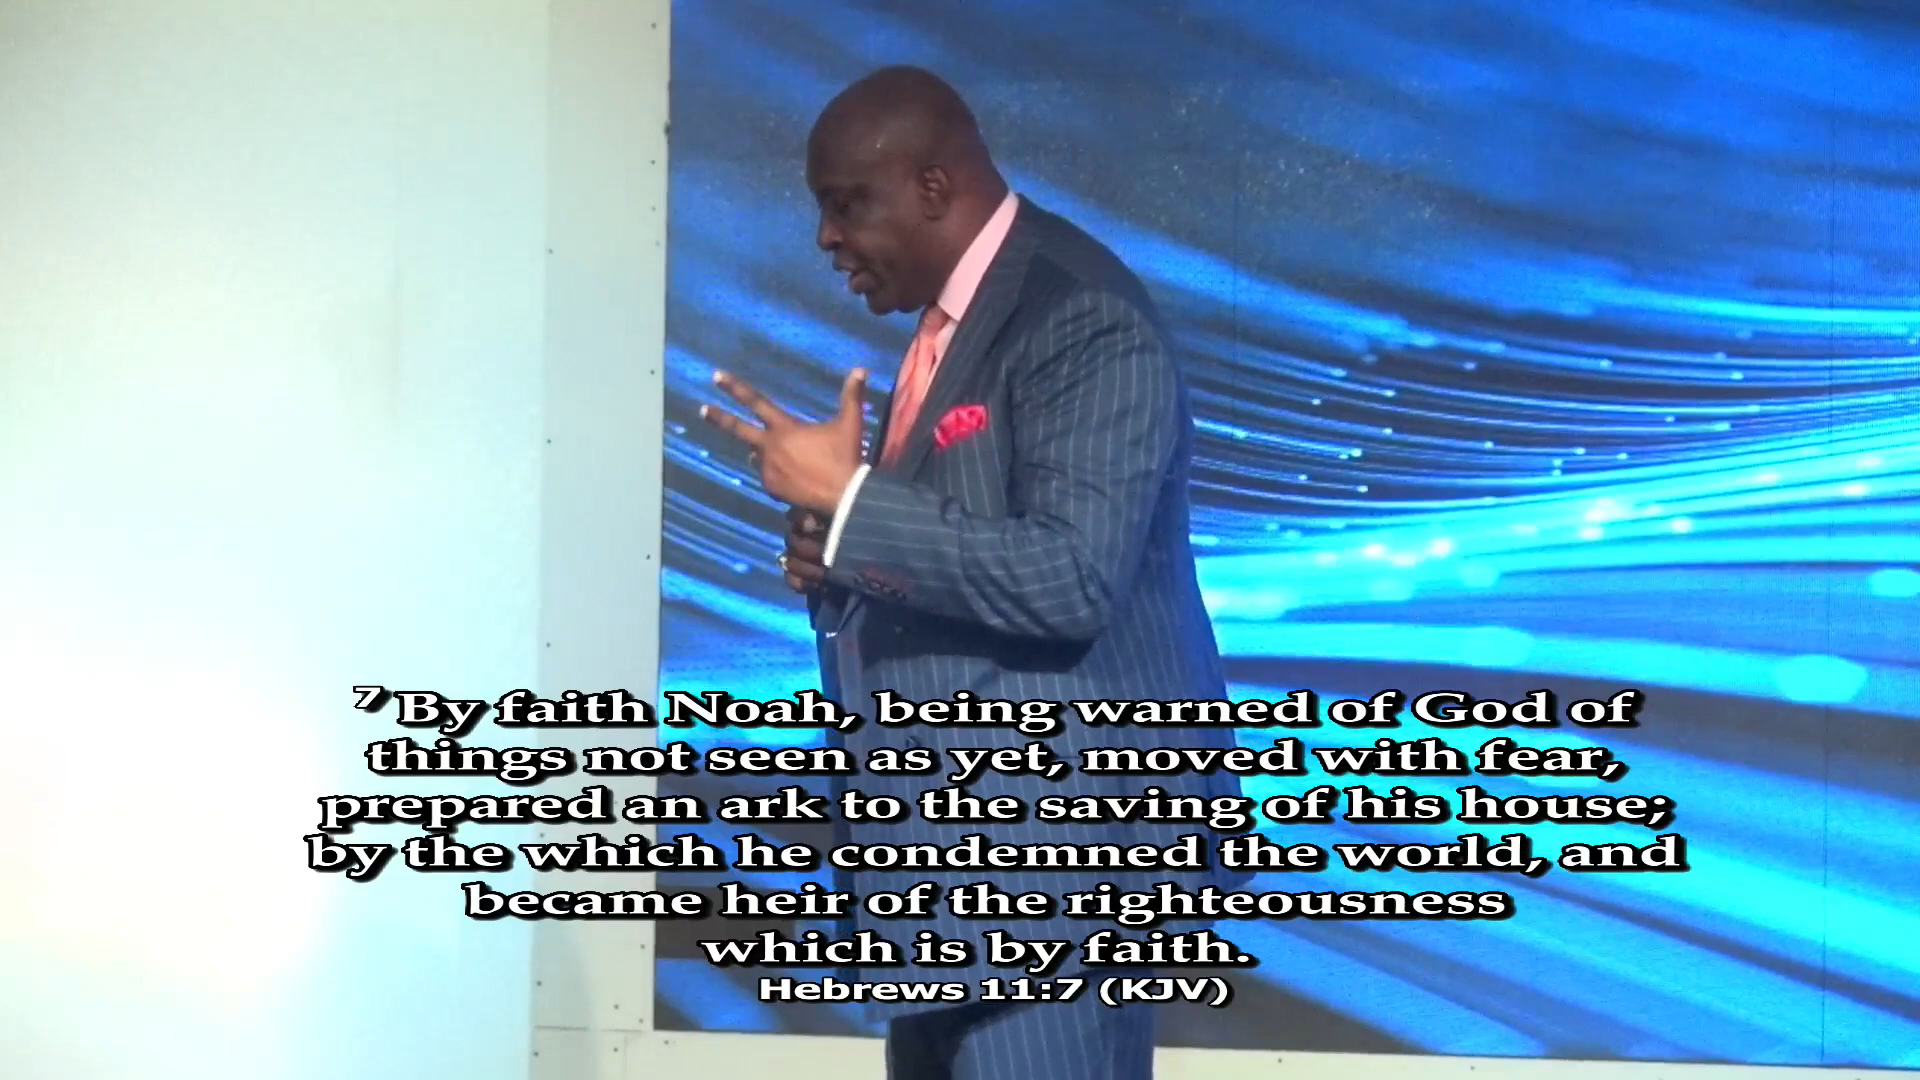 ⁷ By faith Noah, being warned of God of
things not seen as yet, moved with fear,
prepared an ark to the saving of his house;
by the which he condemned the world, and
became heir of the righteousness
which is by faith.
Hebrews 11:7 (KJV)